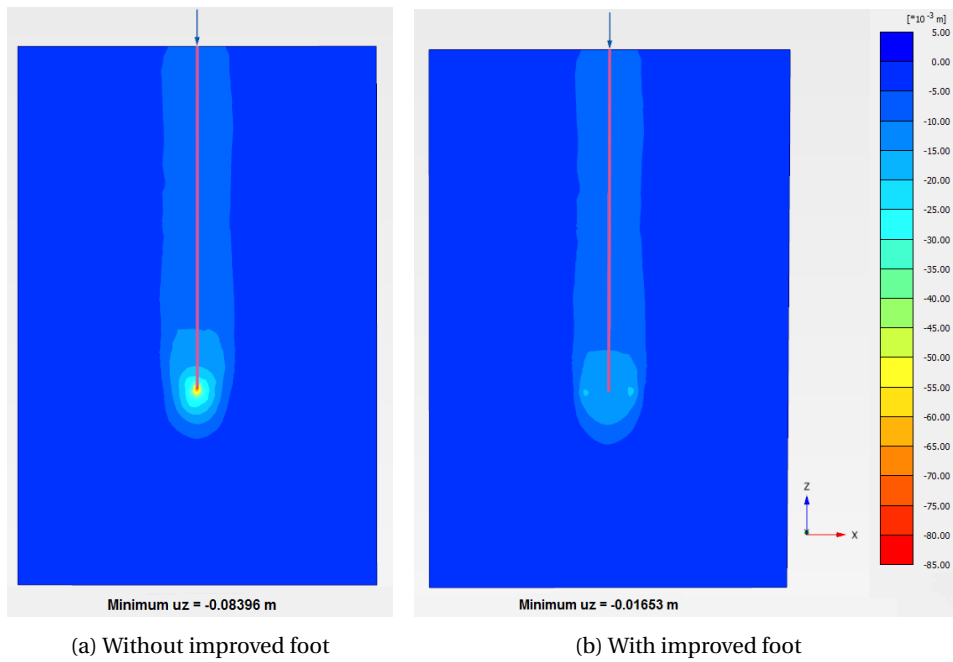 [*10⁻³ m]
5.00
0.00
-5.00
-10.00
-15.00
-20.00
-25.00
-30.00
-35.00
-40.00
-45.00
-50.00
-55.00
-60.00
-65.00
-70.00
-75.00
-80.00
-85.00
Z
X
Minimum uz = -0.08396 m
Minimum uz = -0.01653 m
(a) Without improved foot
(b) With improved foot